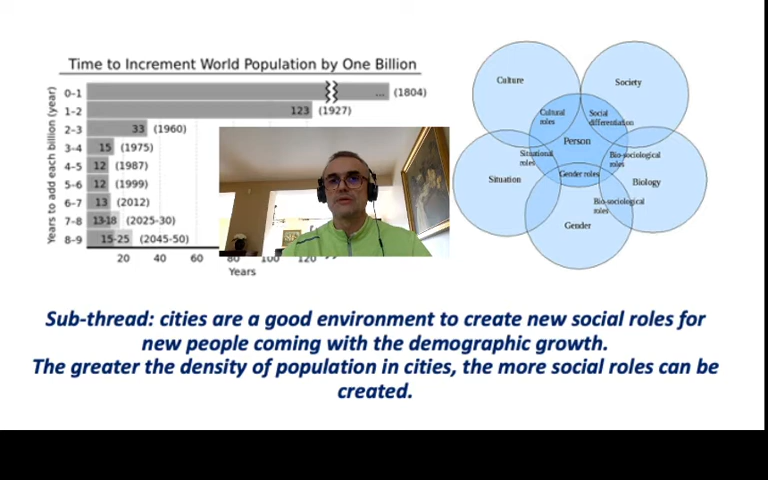 Time to Increment World Population by One Billion
Years to add each billion (year)
0-1 ... (1804)
1-2 123 (1927)
2-3 33 (1960)
3-4 15 (1975)
4-5 12 (1987)
5-6 12 (1999)
6-7 13 (2012)
7-8 13-18 (2025-30)
8-9 15-25 (2045-50)
20 40 60 80 100 120
Years
Culture
Society
Cultural
roles
Social
differentiation
Person
Situational
roles
Bio-sociological
roles
Situation
Gender roles
Biology
Bio-sociological
roles
Gender
Sub-thread: cities are a good environment to create new social roles for
new people coming with the demographic growth.
The greater the density of population in cities, the more social roles can be
created.